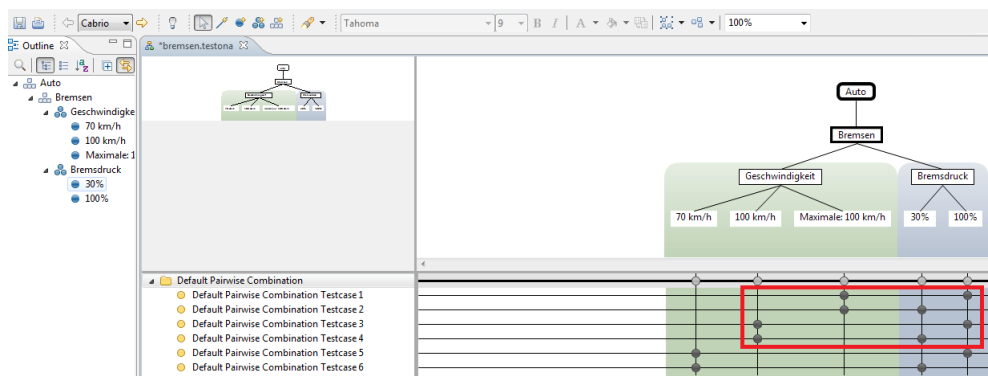 Cabrio
Tahoma
9
B I A
100%
Outline
*bremsen.testona
Auto
Bremsen
Geschwindigke
70 km/h
100 km/h
Maximale: 1
Bremsdruck
30%
100%
Auto
Bremsen
Geschwindigkeit
Bremsdruck
70 km/h
100 km/h
Maximale: 100 km/h
30%
100%
Default Pairwise Combination
Default Pairwise Combination Testcase 1
Default Pairwise Combination Testcase 2
Default Pairwise Combination Testcase 3
Default Pairwise Combination Testcase 4
Default Pairwise Combination Testcase 5
Default Pairwise Combination Testcase 6